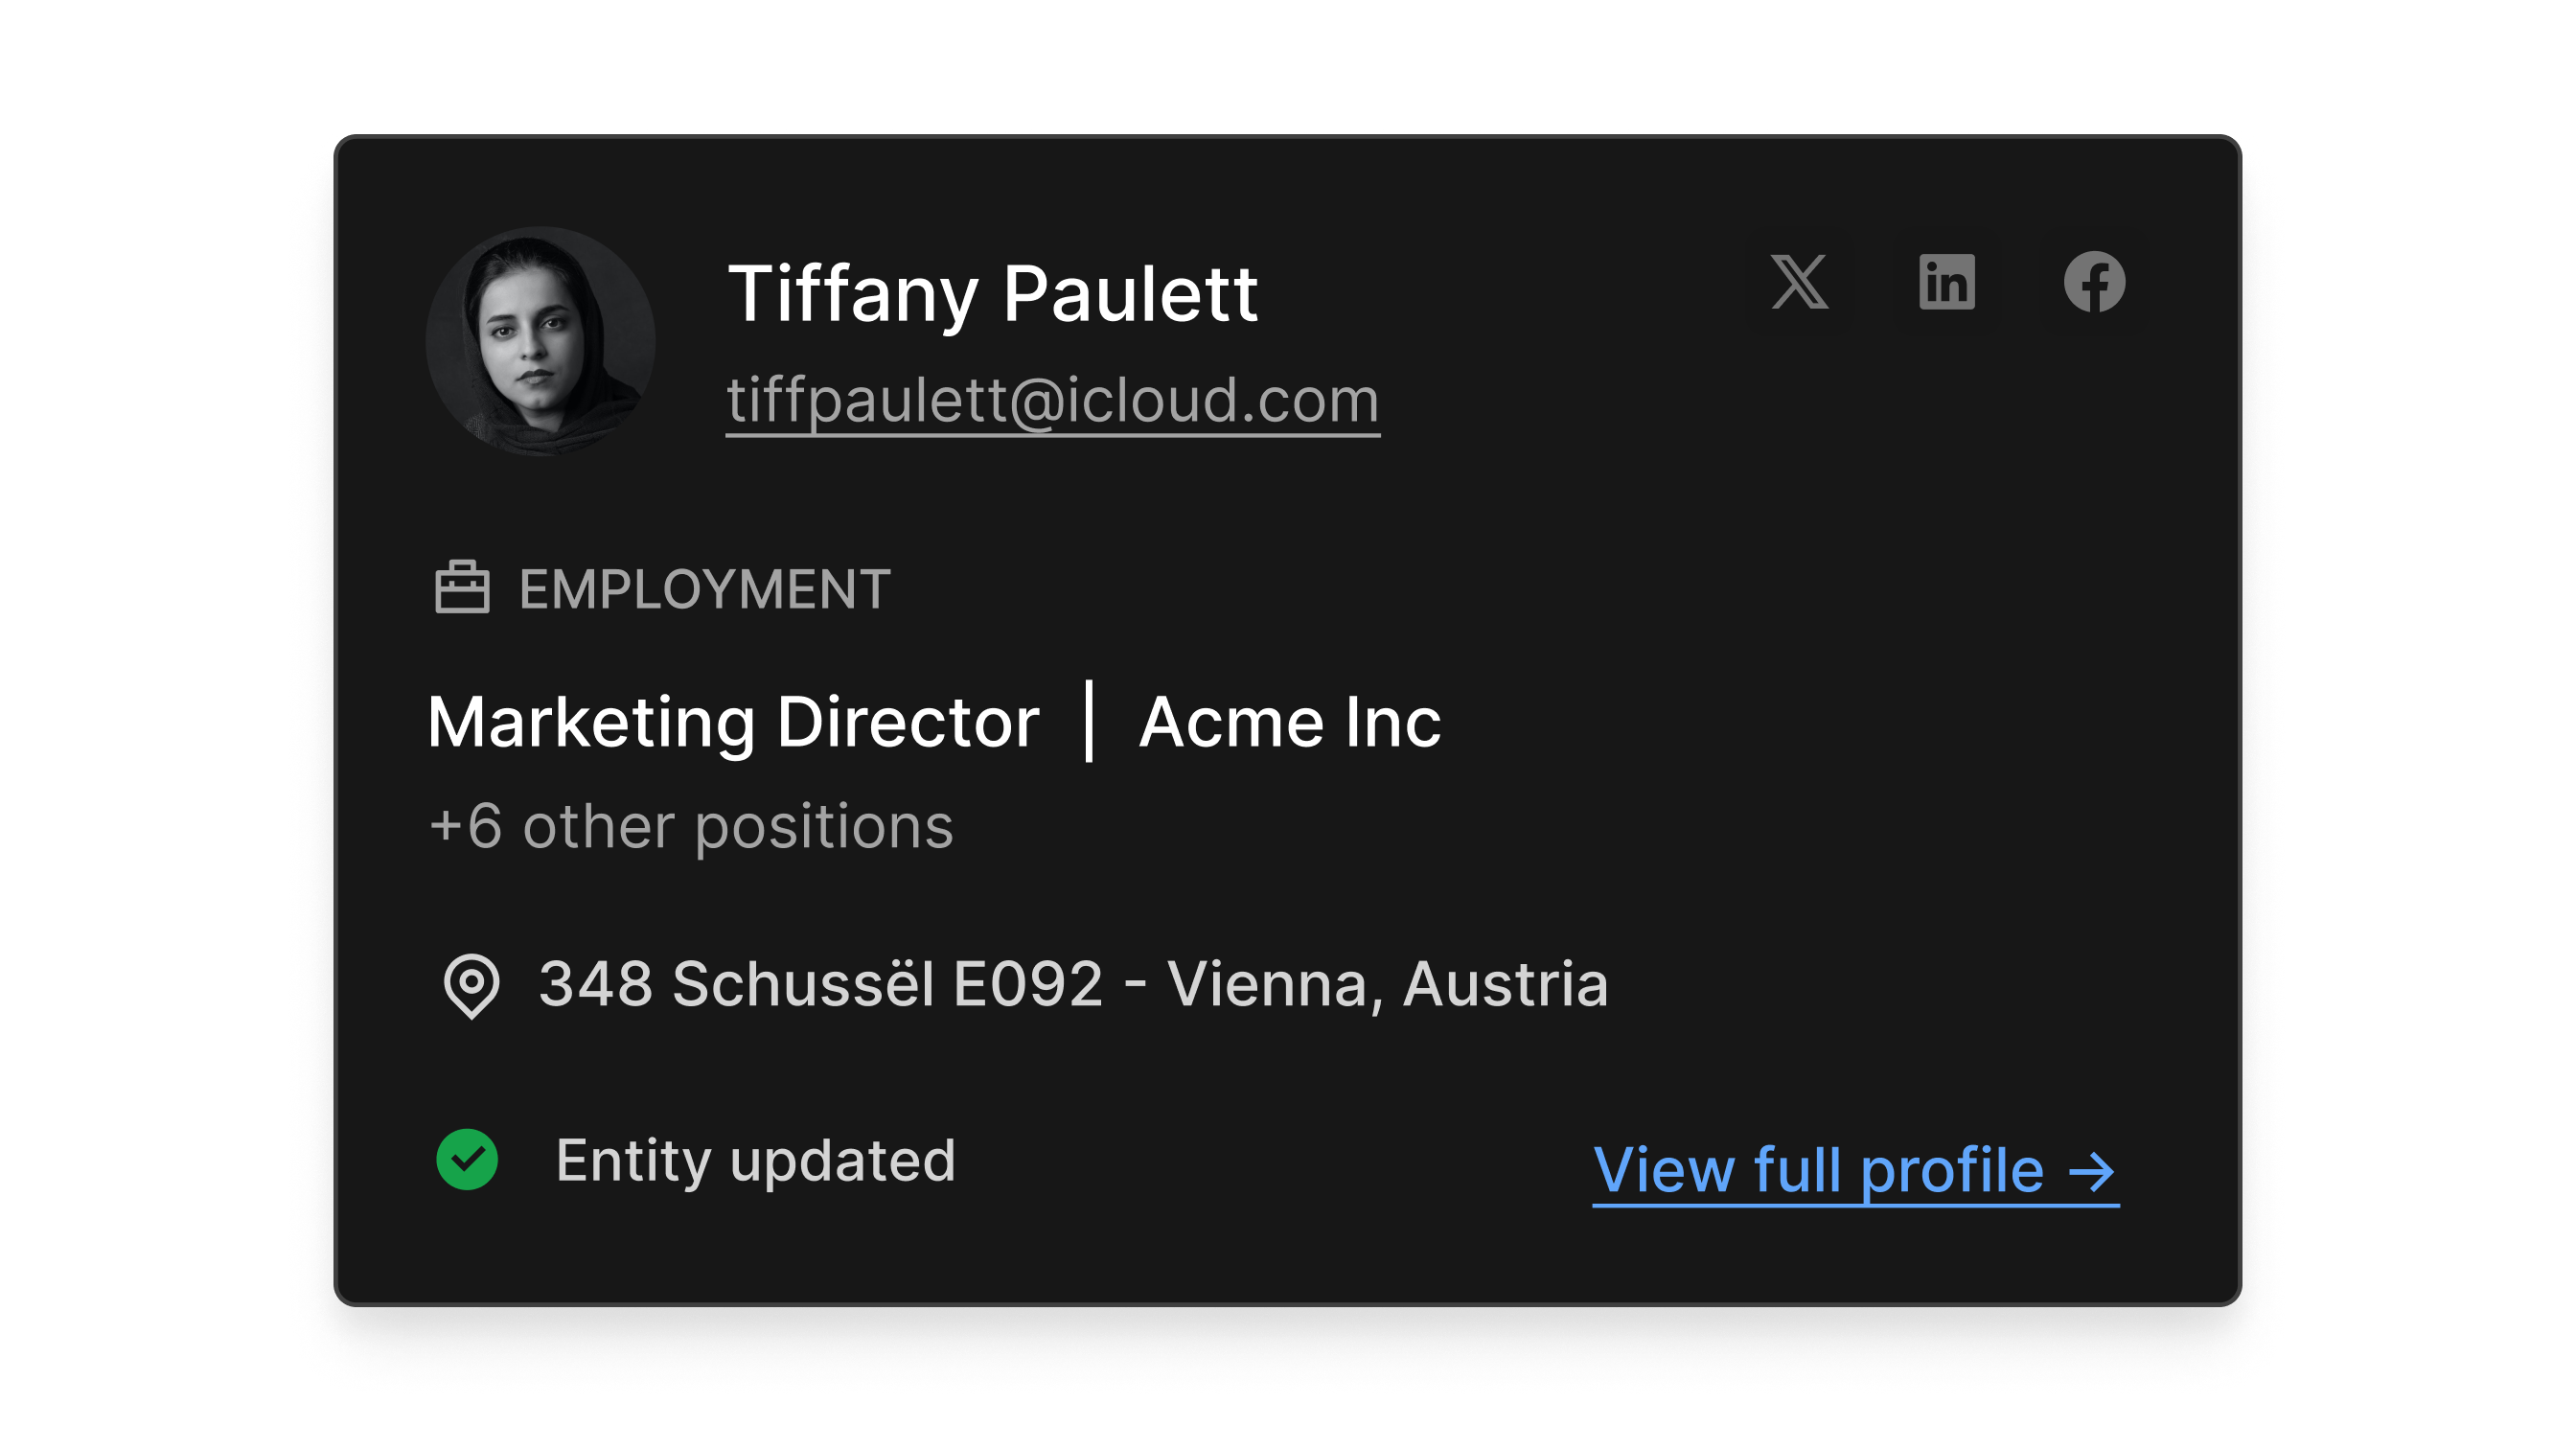 Tiffany Paulett
tiffpaulett@icloud.com
EMPLOYMENT
Marketing Director | Acme Inc
+6 other positions
348 Schussël E092 - Vienna, Austria
Entity updated
View full profile →